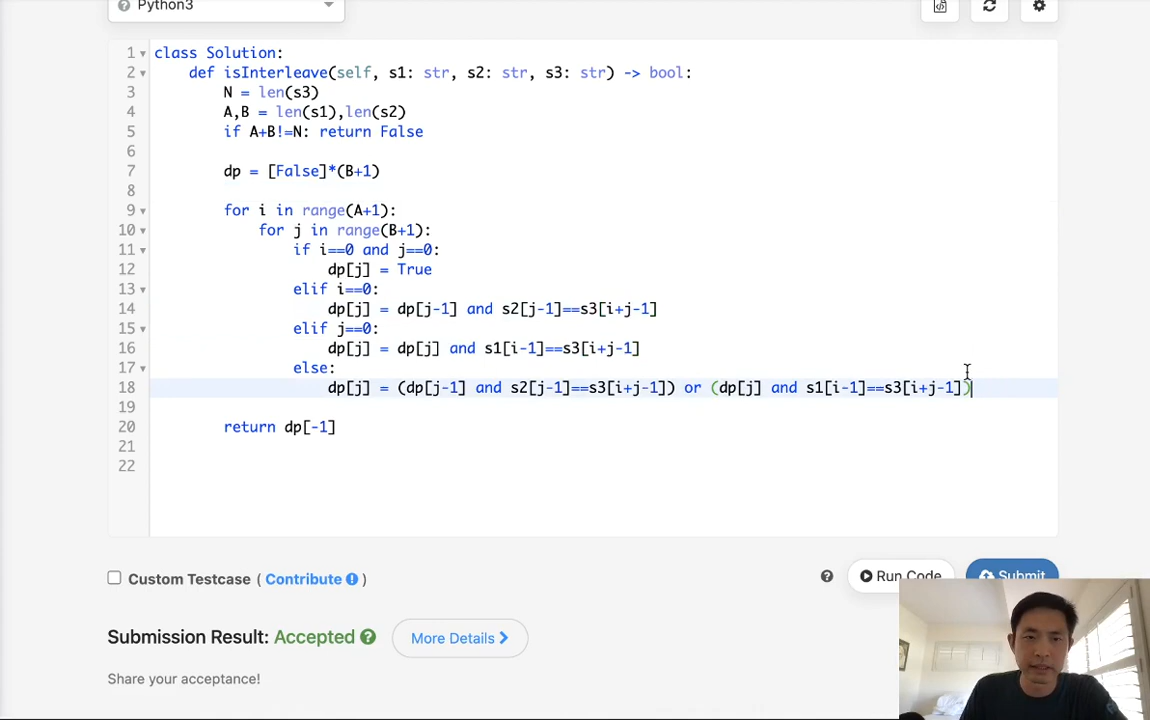 Python3
1 class Solution:
2 def isInterleave(self, s1: str, s2: str, s3: str) -> bool:
3 N = len(s3)
4 A,B = len(s1),len(s2)
5 if A+B!=N: return False
6
7 dp = [False]*(B+1)
8
9 for i in range(A+1):
10 for j in range(B+1):
11 if i==0 and j==0:
12 dp[j] = True
13 elif i==0:
14 dp[j] = dp[j-1] and s2[j-1]==s3[i+j-1]
15 elif j==0:
16 dp[j] = dp[j] and s1[i-1]==s3[i+j-1]
17 else:
18 dp[j] = (dp[j-1] and s2[j-1]==s3[i+j-1]) or (dp[j] and s1[i-1]==s3[i+j-1])
19
20 return dp[-1]
21
22
Custom Testcase ( Contribute )
Run Code
Submit
Submission Result: Accepted
More Details
Share your acceptance!